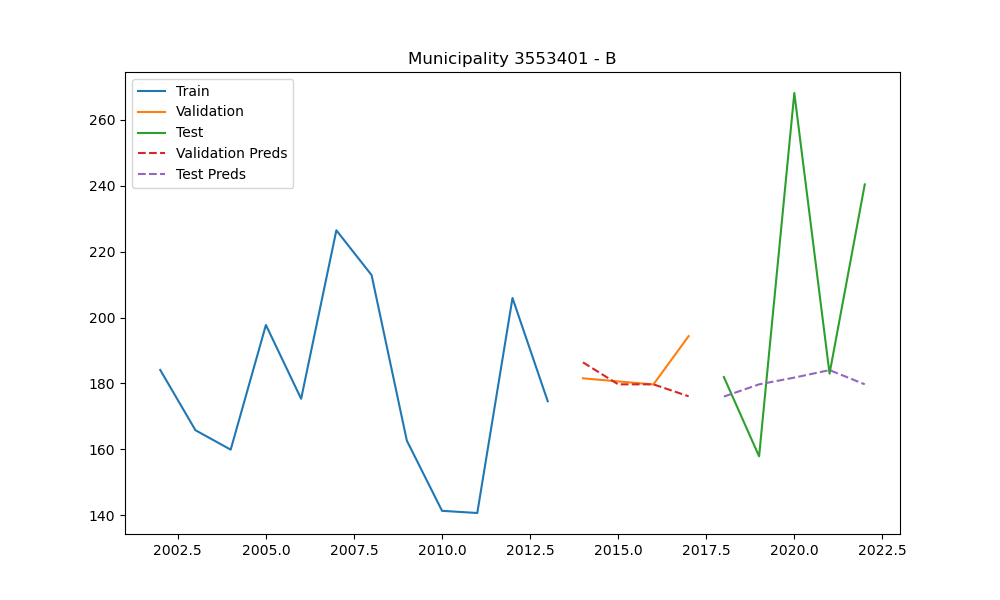 Municipality 3553401 - B
Train
Validation
Test
Validation Preds
Test Preds
260
240
220
200
180
160
140
2002.5 2005.0 2007.5 2010.0 2012.5 2015.0 2017.5 2020.0 2022.5